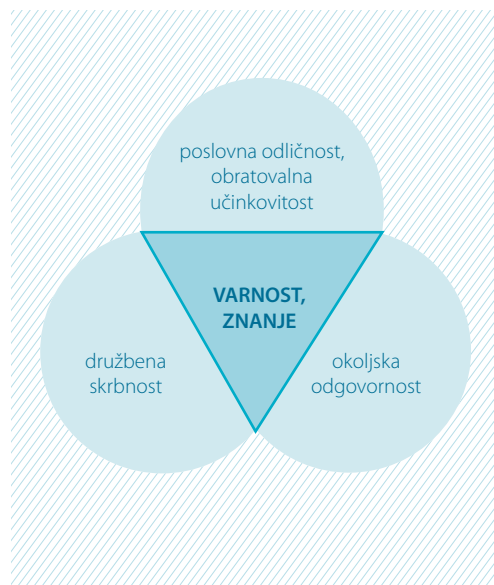 poslovna odličnost,
obratovalna
učinkovitost
VARNOST,
ZNANJE
družbena
skrbnost
okoljska
odgovornost